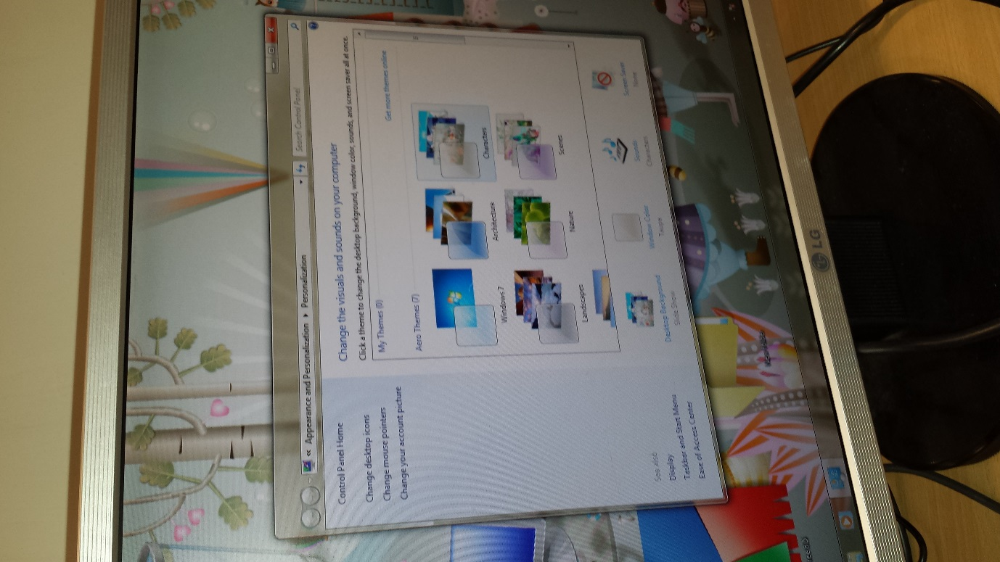 Appearance and Personalization ▸ Personalization
Search Control Panel
Control Panel Home
Change desktop icons
Change mouse pointers
Change your account picture
See also
Display
Taskbar and Start Menu
Ease of Access Center
Change the visuals and sounds on your computer
Click a theme to change the desktop background, window color, sounds, and screen saver all at once.
My Themes (0)
Get more themes online
Aero Themes (7)
Windows 7
Architecture
Characters
Landscapes
Nature
Scenes
Desktop Background
Slide Show
Window Color
Taupe
Sounds
Characters
Screen Saver
None
LG